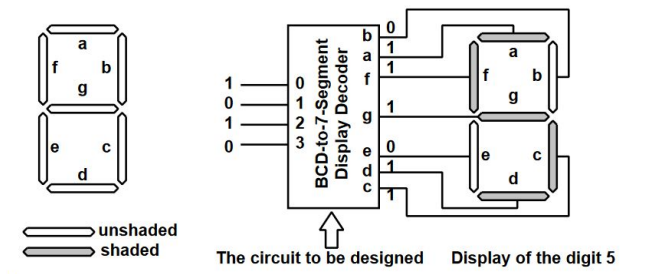 a
f b
g
e c
d
unshaded
shaded
1 0
0 1
1 2
0 3
BCD-to-7-Segment
Display Decoder
b 0
a 1
f 1
g 1
e 0
d 1
c 1
a
f b
g
e c
d
The circuit to be designed
Display of the digit 5